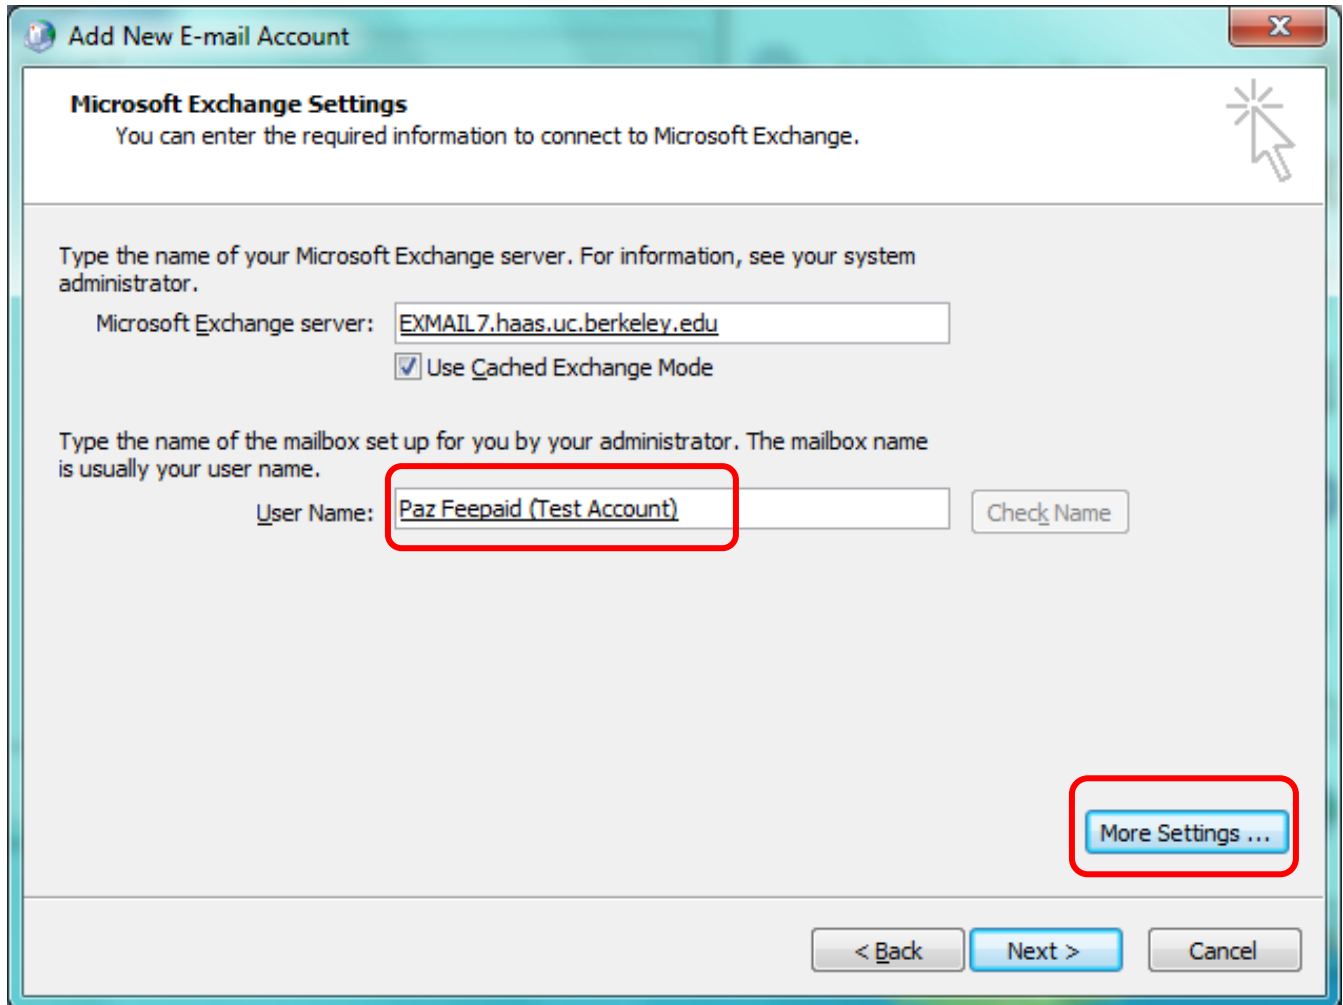 Add New E-mail Account
Microsoft Exchange Settings
You can enter the required information to connect to Microsoft Exchange.
Type the name of your Microsoft Exchange server. For information, see your system
administrator.
Microsoft Exchange server: EXMAIL7.haas.uc.berkeley.edu
Use Cached Exchange Mode
Type the name of the mailbox set up for you by your administrator. The mailbox name
is usually your user name.
User Name: Paz Feepaid (Test Account) Check Name
More Settings ...
< Back Next > Cancel